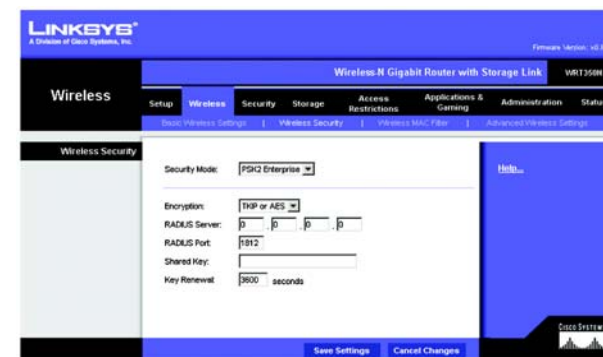 LINKSYS®
A Division of Cisco Systems, Inc.
Firmware Version:
Wireless-N Gigabit Router with Storage Link WRT350N
Wireless
Setup Wireless Security Storage Access Restrictions Applications & Gaming Administration Status
Basic Wireless Settings | Wireless Security | Wireless MAC Filter | Advanced Wireless Settings
Wireless Security
Security Mode: PSK2 Enterprise
Help...
Encryption: TKIP or AES
RADIUS Server: 0 . 0 . 0 . 0
RADIUS Port: 1812
Shared Key:
Key Renewal: 3600 seconds
CISCO SYSTEMS
Save Settings Cancel Changes